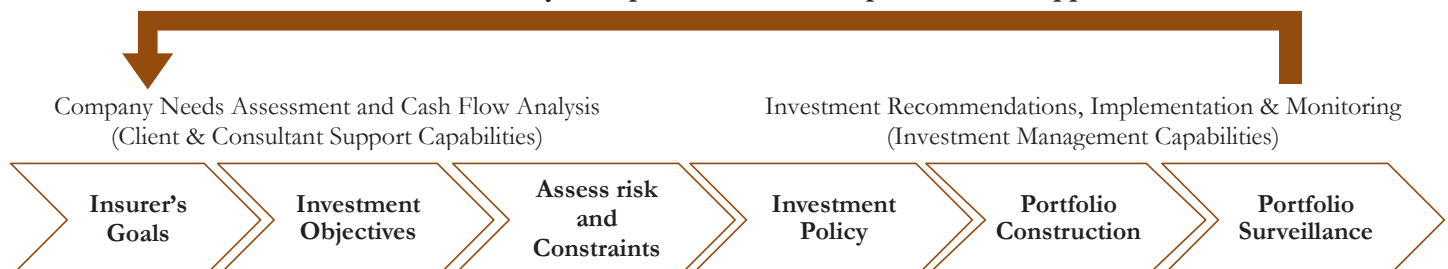 Company Needs Assessment and Cash Flow Analysis
(Client & Consultant Support Capabilities)
Investment Recommendations, Implementation & Monitoring
(Investment Management Capabilities)
Insurer’s
Goals
Investment
Objectives
Assess risk
and
Constraints
Investment
Policy
Portfolio
Construction
Portfolio
Surveillance